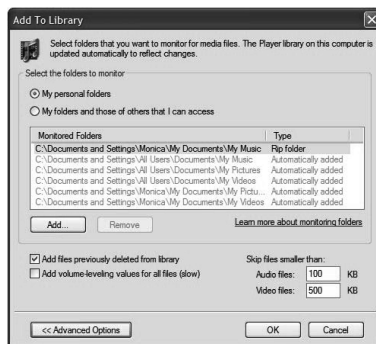 Add To Library
Select folders that you want to monitor for media files. The Player library on this computer is
updated automatically to reflect changes.
Select the folders to monitor
My personal folders
My folders and those of others that I can access
Monitored Folders Type
C:\Documents and Settings\Monica\My Documents\My Music Rip folder
C:\Documents and Settings\All Users\Documents\My Music Automatically added
C:\Documents and Settings\All Users\Documents\My Pictures Automatically added
C:\Documents and Settings\All Users\Documents\My Videos Automatically added
C:\Documents and Settings\Monica\My Documents\My Pictu... Automatically added
C:\Documents and Settings\Monica\My Documents\My Videos Automatically added
Add... Remove Learn more about monitoring folders
Add files previously deleted from library Skip files smaller than:
Add volume-leveling values for all files (slow) Audio files: 100 KB
Video files: 500 KB
<< Advanced Options OK Cancel